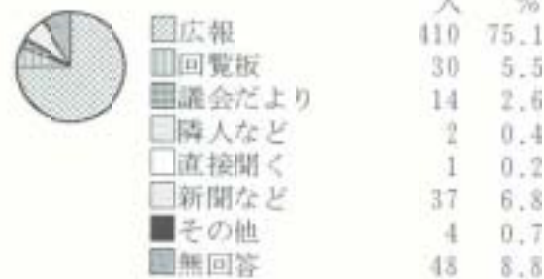 人 %
広報 410 75.1
回覧板 30 5.5
議会だより 14 2.6
隣人など 2 0.4
直接聞く 1 0.2
新聞など 37 6.8
その他 4 0.7
無回答 48 8.8